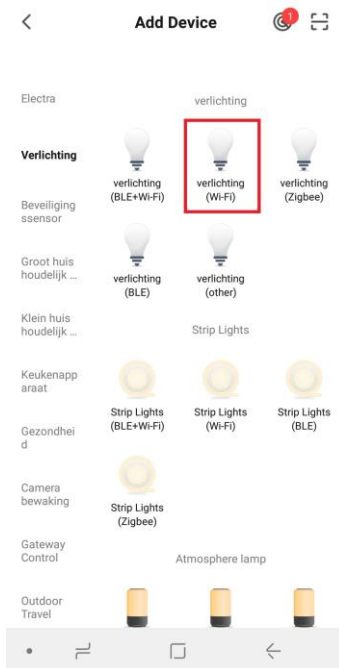 Add Device
1
Electra
Verlichting
Beveiliging
ssensor
Groot huis
houdelijk ...
Klein huis
houdelijk ...
Keukenapp
araat
Gezondhei
d
Camera
bewaking
Gateway
Control
Outdoor
Travel
verlichting
verlichting
(BLE+Wi-Fi)
verlichting
(Wi-Fi)
verlichting
(Zigbee)
verlichting
(BLE)
verlichting
(other)
Strip Lights
Strip Lights
(BLE+Wi-Fi)
Strip Lights
(Wi-Fi)
Strip Lights
(BLE)
Strip Lights
(Zigbee)
Atmosphere lamp